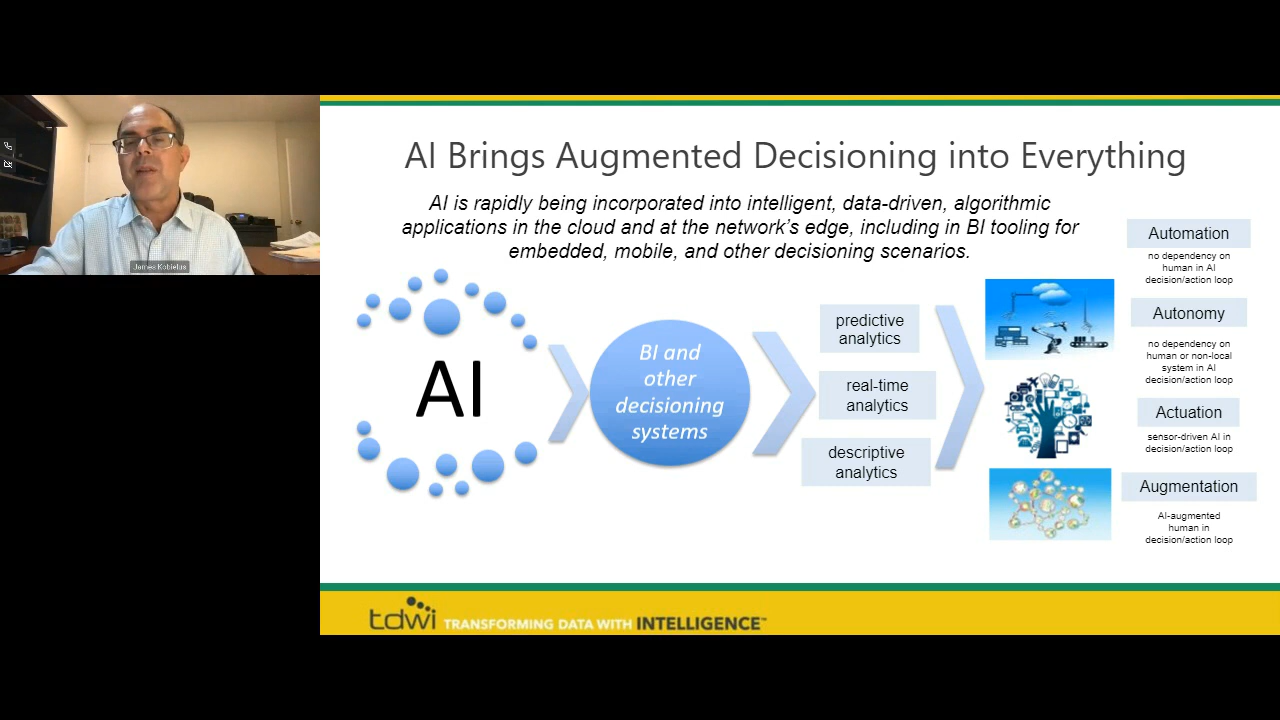 James Kobielus
AI Brings Augmented Decisioning into Everything
AI is rapidly being incorporated into intelligent, data-driven, algorithmic
applications in the cloud and at the network’s edge, including in BI tooling for
embedded, mobile, and other decisioning scenarios.
AI
BI and
other
decisioning
systems
predictive
analytics
real-time
analytics
descriptive
analytics
Automation
no dependency on
human in AI
decision/action loop
Autonomy
no dependency on
human or non-local
system in AI
decision/action loop
Actuation
sensor-driven AI in
decision/action loop
Augmentation
AI-augmented
human in
decision/action loop
tdwi TRANSFORMING DATA WITH INTELLIGENCE™